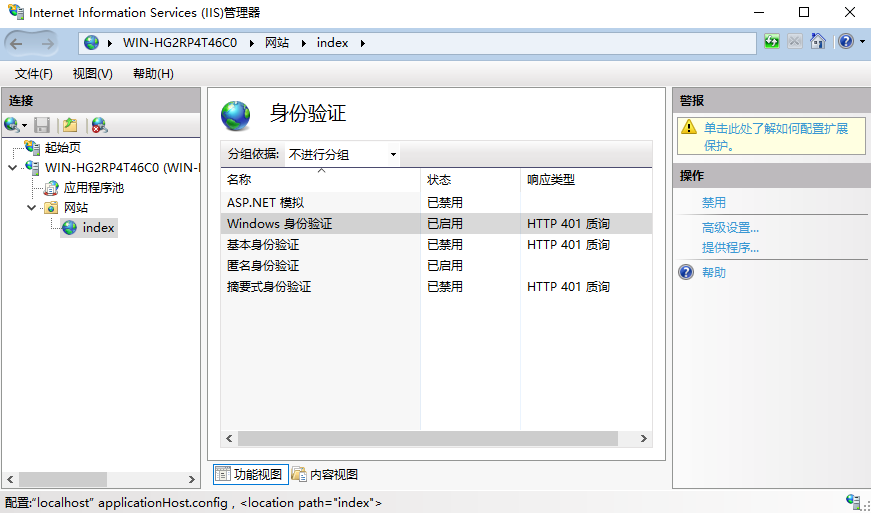 Internet Information Services (IIS)管理器
WIN-HG2RP4T46C0 网站 index
文件(F) 视图(V) 帮助(H)
连接
起始页
WIN-HG2RP4T46C0 (WIN-
应用程序池
网站
index
身份验证
分组依据: 不进行分组
名称 状态 响应类型
ASP.NET 模拟 已禁用
Windows 身份验证 已启用 HTTP 401 质询
基本身份验证 已禁用 HTTP 401 质询
匿名身份验证 已启用
摘要式身份验证 已禁用 HTTP 401 质询
功能视图 内容视图
警报
单击此处了解如何配置扩展
保护。
操作
禁用
高级设置...
提供程序...
帮助
配置:“localhost” applicationHost.config , <location path="index">